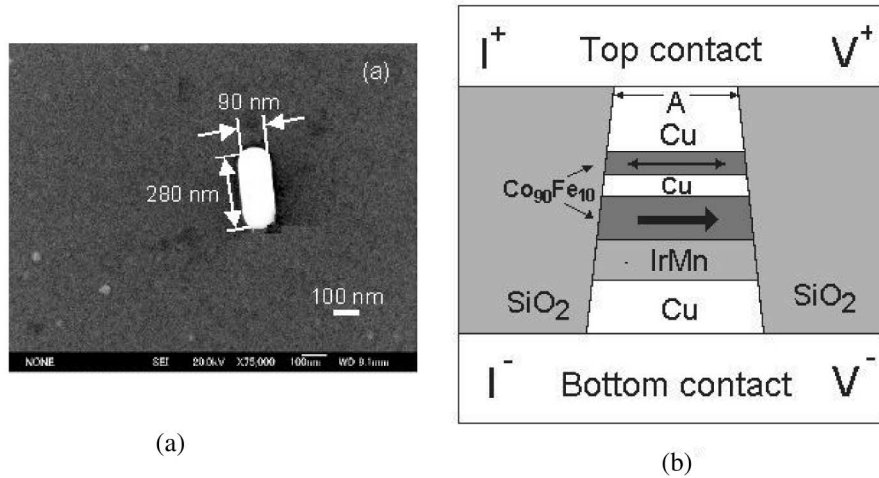 (a)
90 nm
280 nm
100 nm
NONE SEI 20.0kV X75,000 100nm WD 9.1mm
(a)
I⁺ Top contact V⁺
A
Cu
Co₉₀Fe₁₀
Cu
IrMn
SiO₂ SiO₂
Cu
I⁻ Bottom contact V⁻
(b)